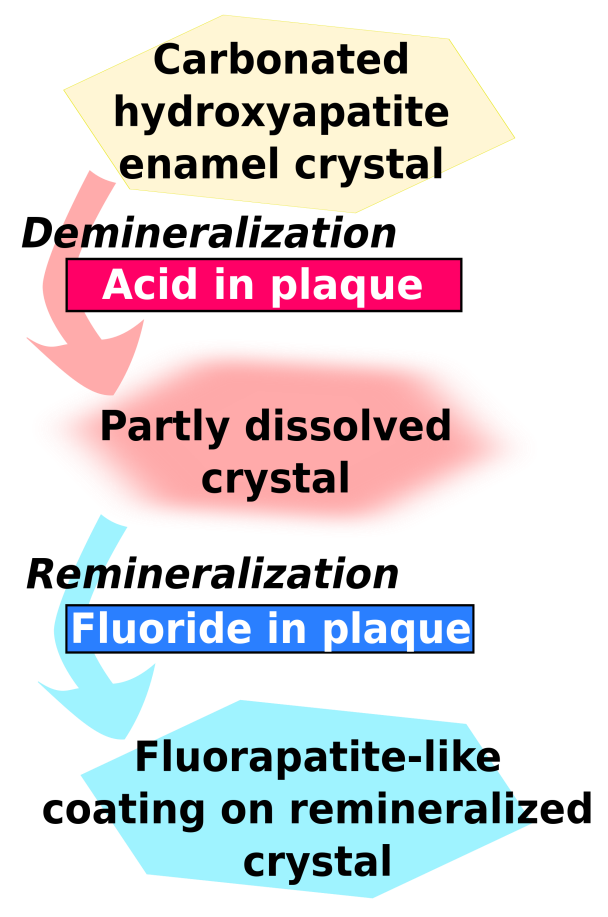 Carbonated
hydroxyapatite
enamel crystal
Demineralization
Acid in plaque
Partly dissolved
crystal
Remineralization
Fluoride in plaque
Fluorapatite-like
coating on remineralized
crystal